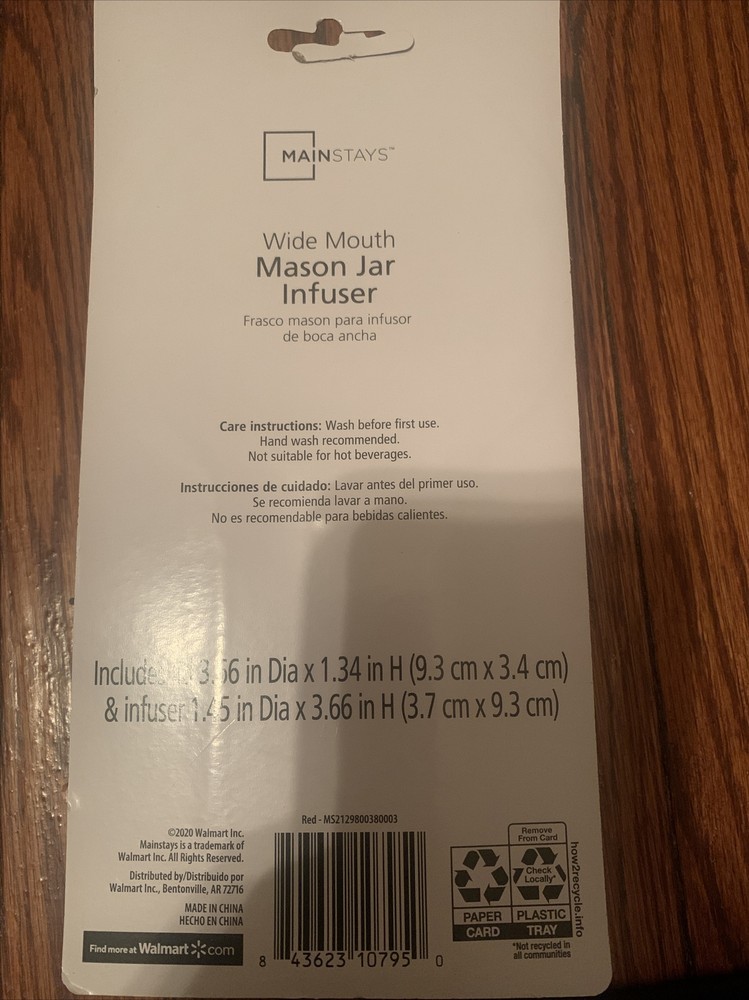 MAINSTAYS™
Wide Mouth
Mason Jar
Infuser
Frasco mason para infusor
de boca ancha
Care instructions: Wash before first use.
Hand wash recommended.
Not suitable for hot beverages.
Instrucciones de cuidado: Lavar antes del primer uso.
Se recomienda lavar a mano.
No es recomendable para bebidas calientes.
Includes 3.66 in Dia x 1.34 in H (9.3 cm x 3.4 cm)
& infuser 1.45 in Dia x 3.66 in H (3.7 cm x 9.3 cm)
Red - MS2129800380003
©2020 Walmart Inc.
Mainstays is a trademark of
Walmart Inc. All Rights Reserved.
Distributed by/Distribuido por
Walmart Inc., Bentonville, AR 72716
MADE IN CHINA
HECHO EN CHINA
Find more at Walmart.com
8 43623 10795 0
Remove
From Card
Check
Locally*
PAPER
CARD
PLASTIC
TRAY
*Not recycled in
all communities
how2recycle.info